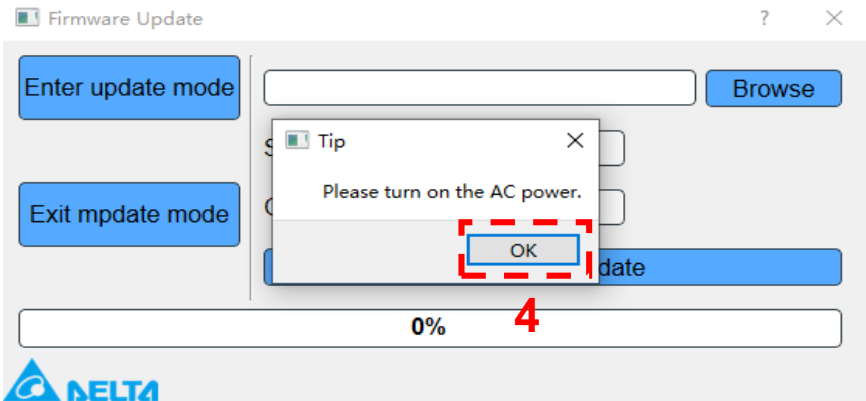 Firmware Update
?
Enter update mode
Browse
Tip
Please turn on the AC power.
Exit mpdate mode
OK
date
4
0%
DELTA